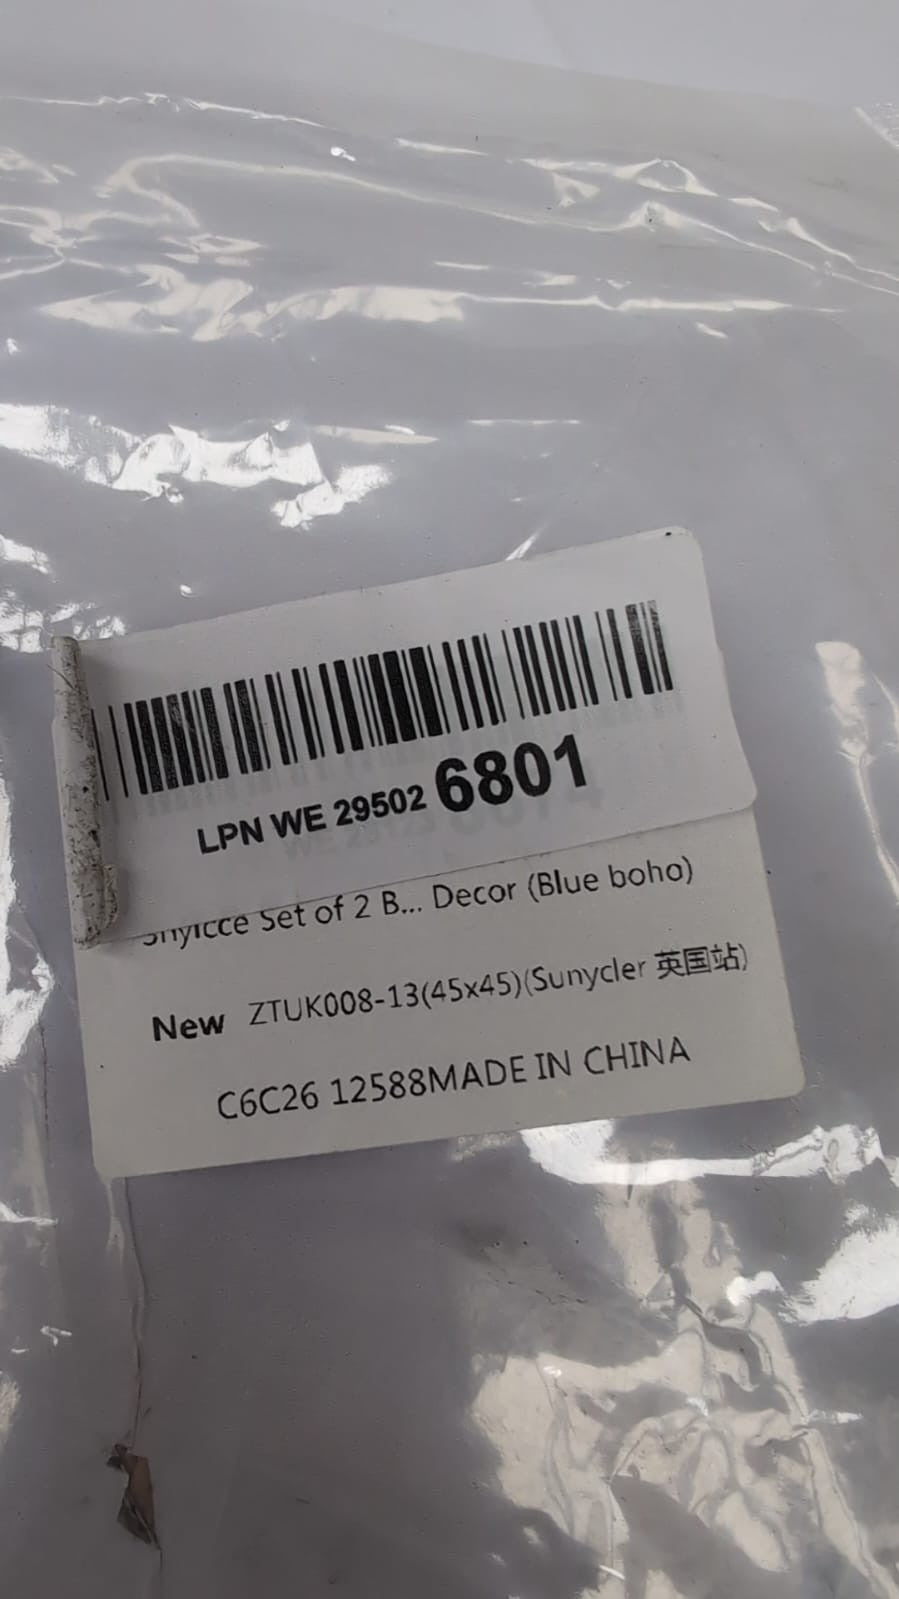 LPN WE 29502 6801
Set of 2 B... Decor (Blue boho)
New ZTUK008-13(45x45)(Sunycler 英国站)
C6C26 12588MADE IN CHINA